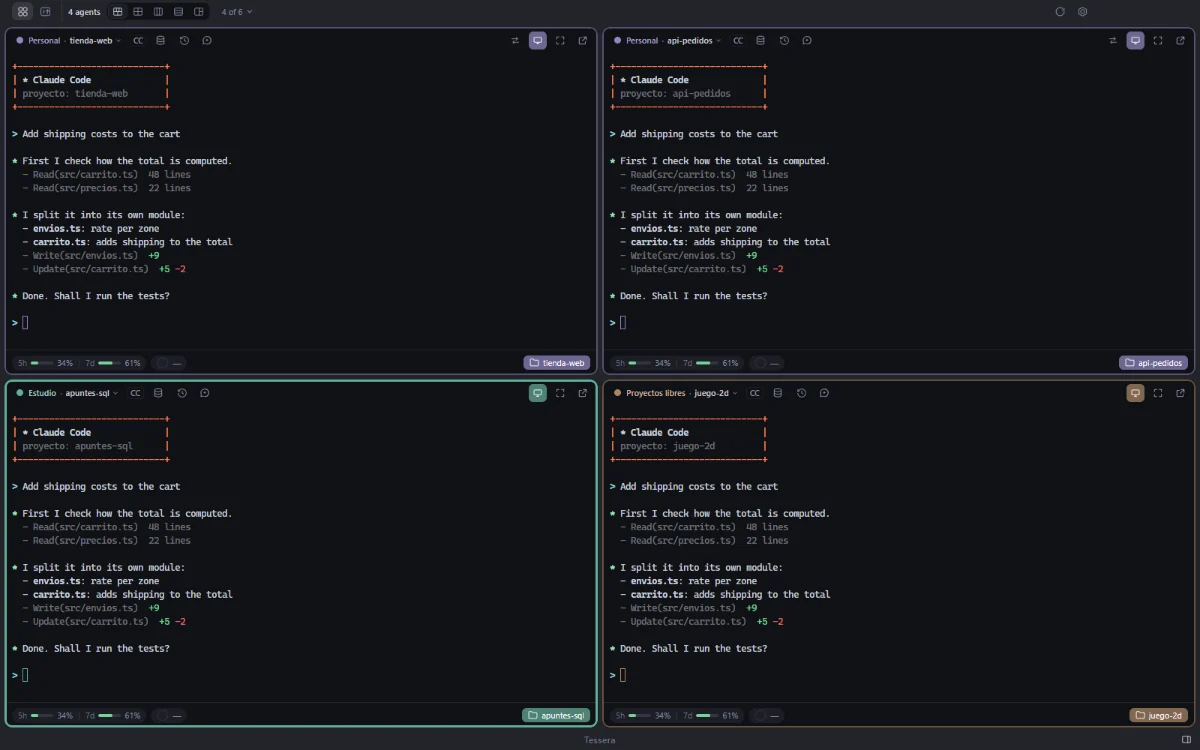 4 agents 4 of 6
Personal · tienda-web CC
* Claude Code
proyecto: tienda-web
> Add shipping costs to the cart
* First I check how the total is computed.
- Read(src/carrito.ts) 48 lines
- Read(src/precios.ts) 22 lines
* I split it into its own module:
- envios.ts: rate per zone
- carrito.ts: adds shipping to the total
- Write(src/envios.ts) +9
- Update(src/carrito.ts) +5 -2
* Done. Shall I run the tests?
>
5h 34% 7d 61% — tienda-web
Personal · api-pedidos CC
* Claude Code
proyecto: api-pedidos
> Add shipping costs to the cart
* First I check how the total is computed.
- Read(src/carrito.ts) 48 lines
- Read(src/precios.ts) 22 lines
* I split it into its own module:
- envios.ts: rate per zone
- carrito.ts: adds shipping to the total
- Write(src/envios.ts) +9
- Update(src/carrito.ts) +5 -2
* Done. Shall I run the tests?
>
5h 34% 7d 61% — api-pedidos
Estudio · apuntes-sql CC
* Claude Code
proyecto: apuntes-sql
> Add shipping costs to the cart
* First I check how the total is computed.
- Read(src/carrito.ts) 48 lines
- Read(src/precios.ts) 22 lines
* I split it into its own module:
- envios.ts: rate per zone
- carrito.ts: adds shipping to the total
- Write(src/envios.ts) +9
- Update(src/carrito.ts) +5 -2
* Done. Shall I run the tests?
>
5h 34% 7d 61% — apuntes-sql
Proyectos libres · juego-2d CC
* Claude Code
proyecto: juego-2d
> Add shipping costs to the cart
* First I check how the total is computed.
- Read(src/carrito.ts) 48 lines
- Read(src/precios.ts) 22 lines
* I split it into its own module:
- envios.ts: rate per zone
- carrito.ts: adds shipping to the total
- Write(src/envios.ts) +9
- Update(src/carrito.ts) +5 -2
* Done. Shall I run the tests?
>
5h 34% 7d 61% — juego-2d
Tessera